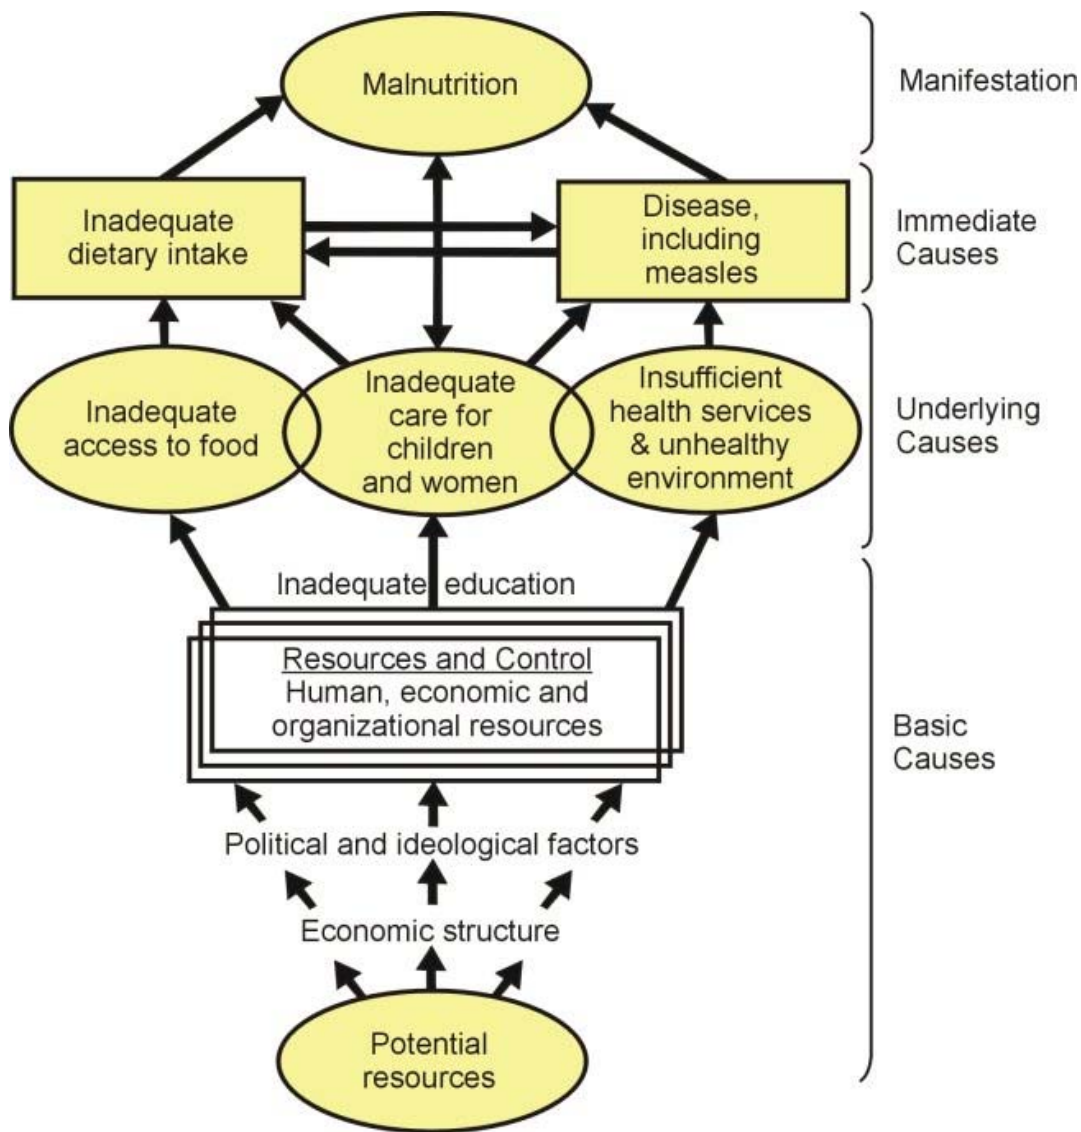 Malnutrition
Manifestation
Inadequate
dietary intake
Disease,
including
measles
Immediate
Causes
Inadequate
access to food
Inadequate
care for
children
and women
Insufficient
health services
& unhealthy
environment
Underlying
Causes
Inadequate education
Resources and Control
Human, economic and
organizational resources
Basic
Causes
Political and ideological factors
Economic structure
Potential
resources